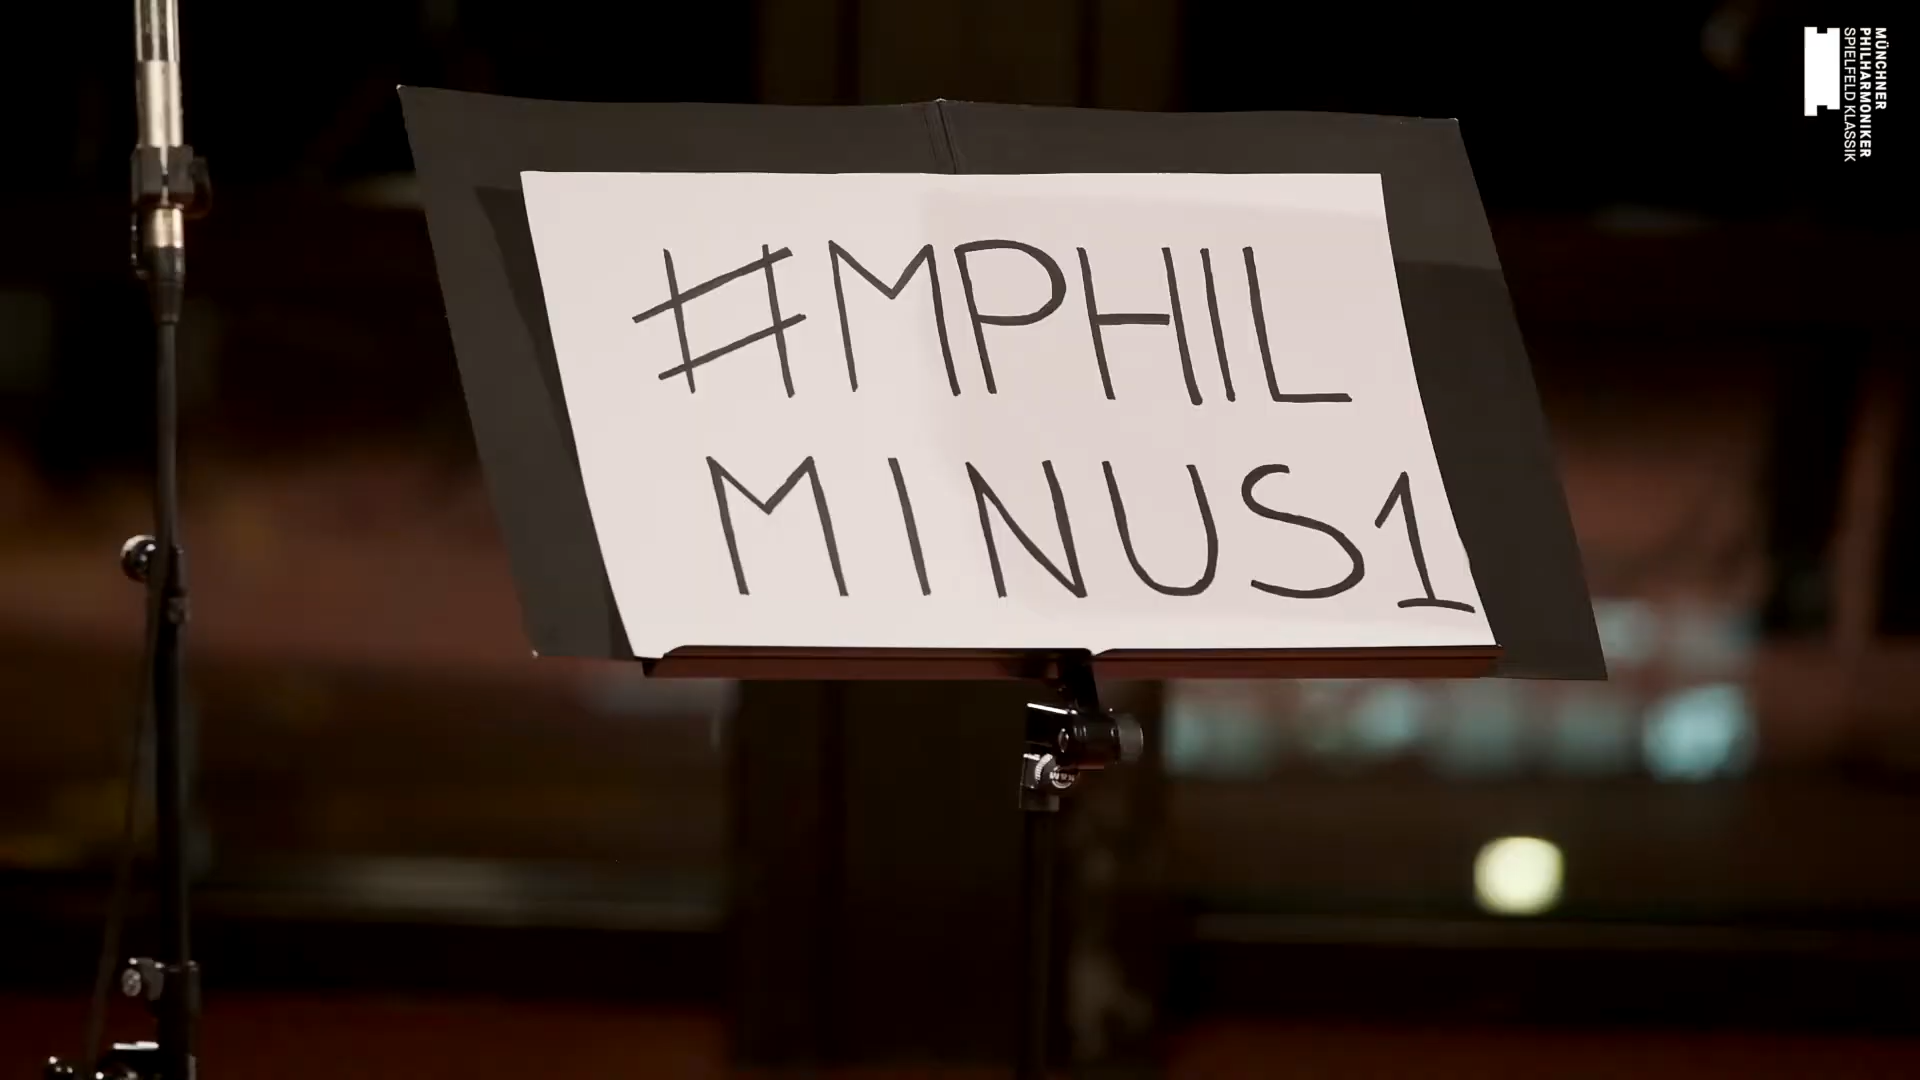 #MPHIL
MINUS1
MÜNCHNER
PHILHARMONIKER
SPIELFELD KLASSIK
K&M